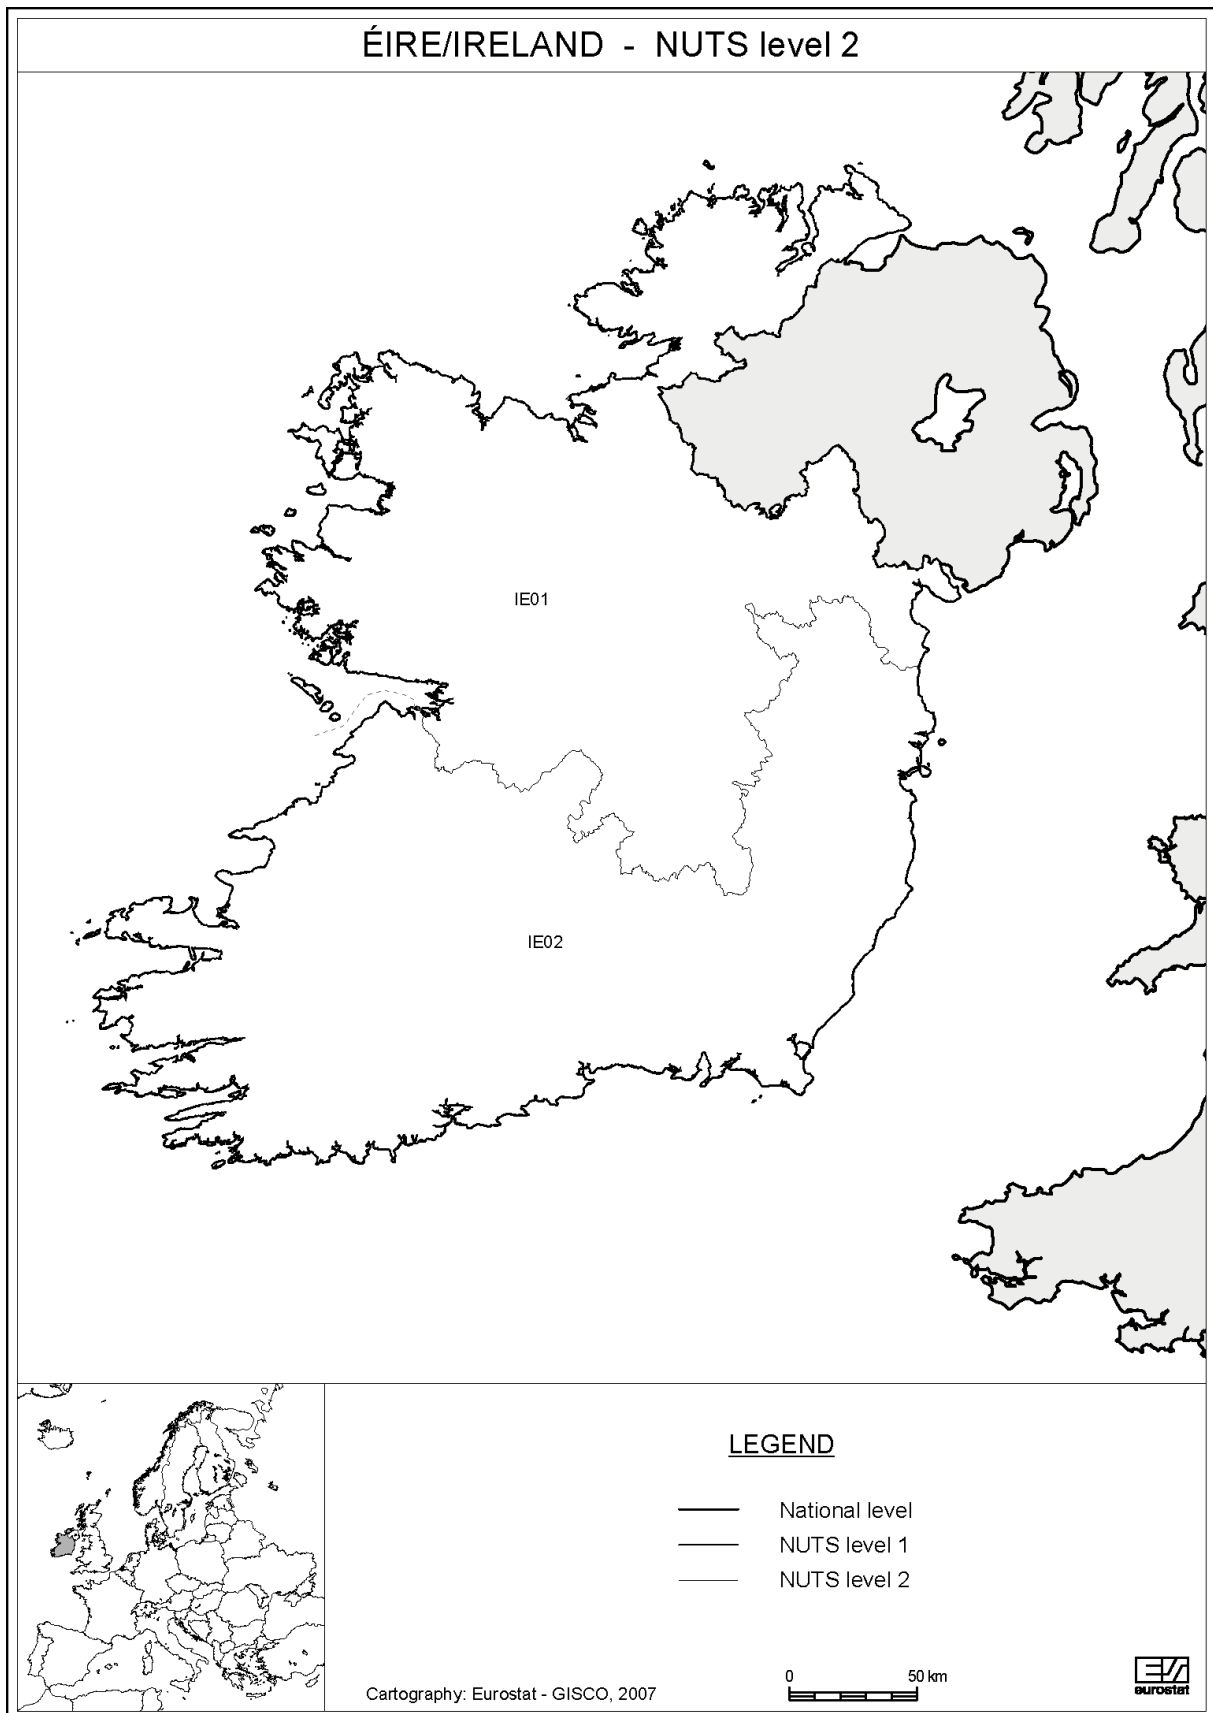 ÉIRE/IRELAND - NUTS level 2
IE01
IE02
LEGEND
National level
NUTS level 1
NUTS level 2
0 50 km
Cartography: Eurostat - GISCO, 2007
eurostat